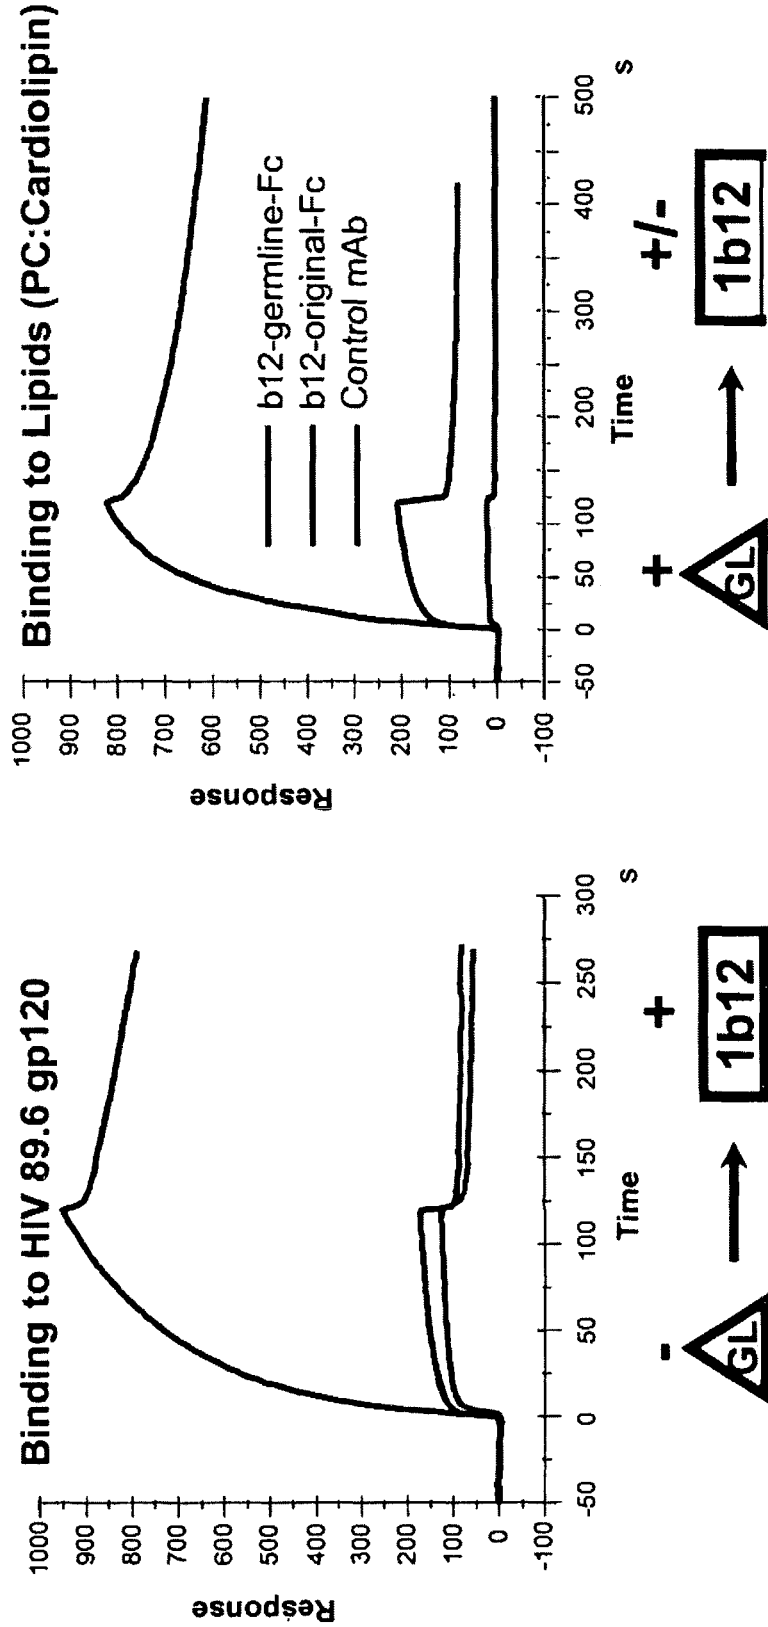 Binding to HIV 89.6 gp120
1000
900
800
700
600
500
400
300
200
100
0
-100
Response
-50
0
50
100
150
200
250
300
s
Time
-
+
GL
1b12
Binding to Lipids (PC:Cardiolipin)
1000
900
800
700
600
500
400
300
200
100
0
-100
Response
b12-germline-Fc
b12-original-Fc
Control mAb
-50
0
50
100
200
300
400
500
s
Time
+
+/-
GL
1b12